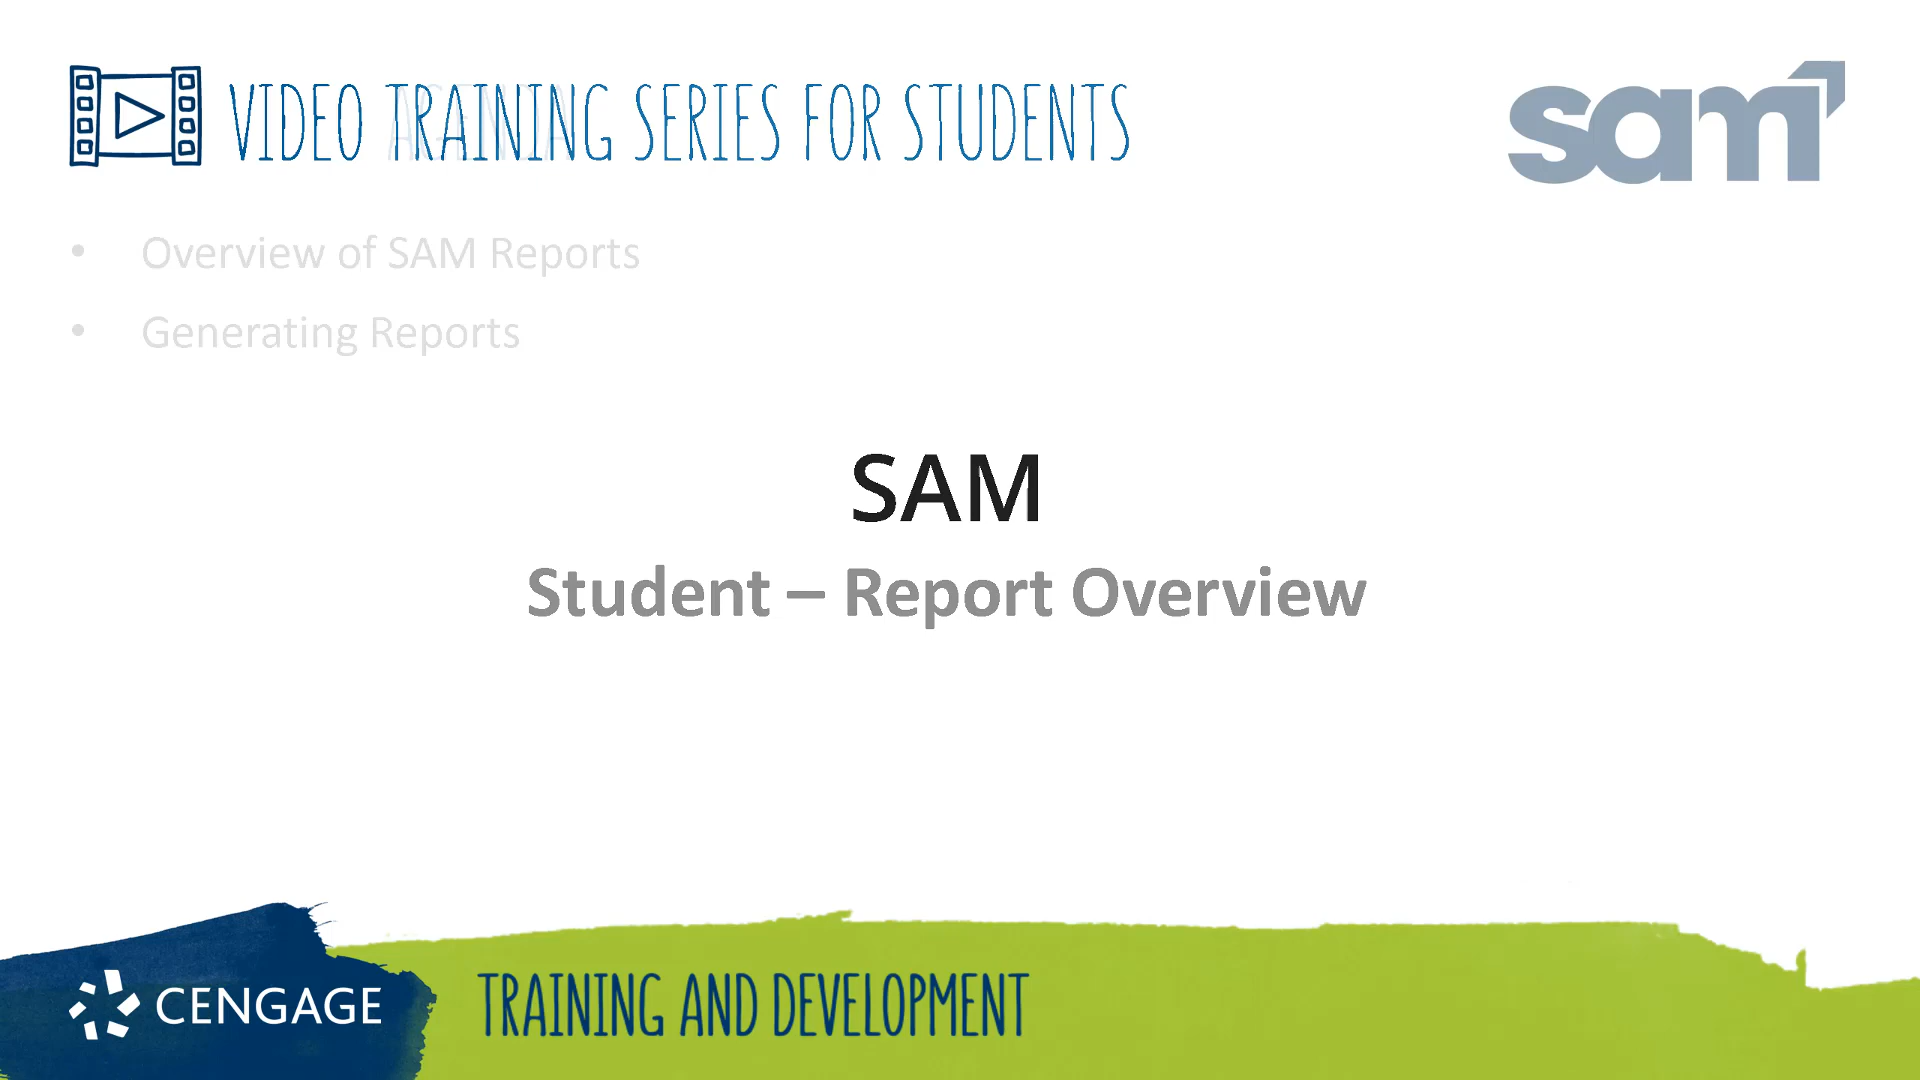 VIDEO TRAINING SERIES FOR STUDENTS
AGENDA
sam
• Overview of SAM Reports
• Generating Reports
SAM
Student – Report Overview
CENGAGE
TRAINING AND DEVELOPMENT